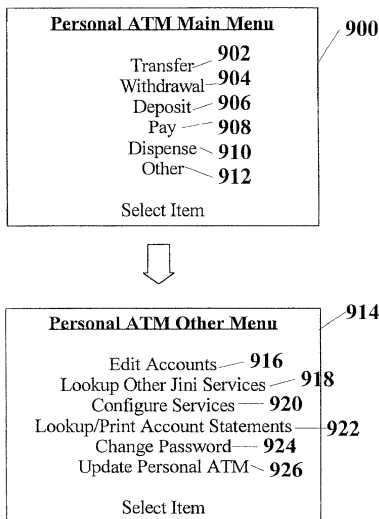 Personal ATM Main Menu
900
Transfer 902
Withdrawal 904
Deposit 906
Pay 908
Dispense 910
Other 912
Select Item
914
Personal ATM Other Menu
Edit Accounts 916
Lookup Other Jini Services 918
Configure Services 920
Lookup/Print Account Statements 922
Change Password 924
Update Personal ATM 926
Select Item